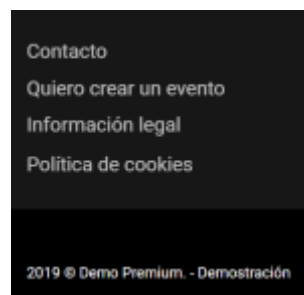 Contacto
Quiero crear un evento
Información legal
Política de cookies
2019 © Demo Premium. - Demostración